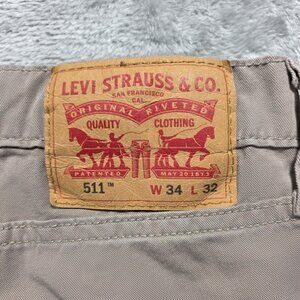 LEVI STRAUSS & CO.
SAN FRANCISCO
CAL.
ORIGINAL RIVETED
QUALITY CLOTHING
PATENTED MAY 20 1873
511™ W 34 L 32